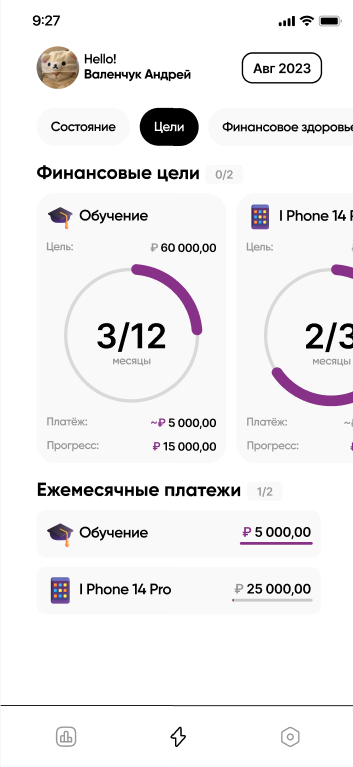 9:27
Hello!
Валенчук Андрей
Авг 2023
Состояние
Цели
Финансовое
Финансовые цели 0/2
Обучение
Цель: ₽ 60 000,00
3/12
месяцы
Платёж: ~₽ 5 000,00
Прогресс: ₽ 15 000,00
I Phone 14
Цель:
2/3
месяцы
Платёж:
Прогресс:
Ежемесячные платежи 1/2
Обучение ₽ 5 000,00
I Phone 14 Pro ₽ 25 000,00